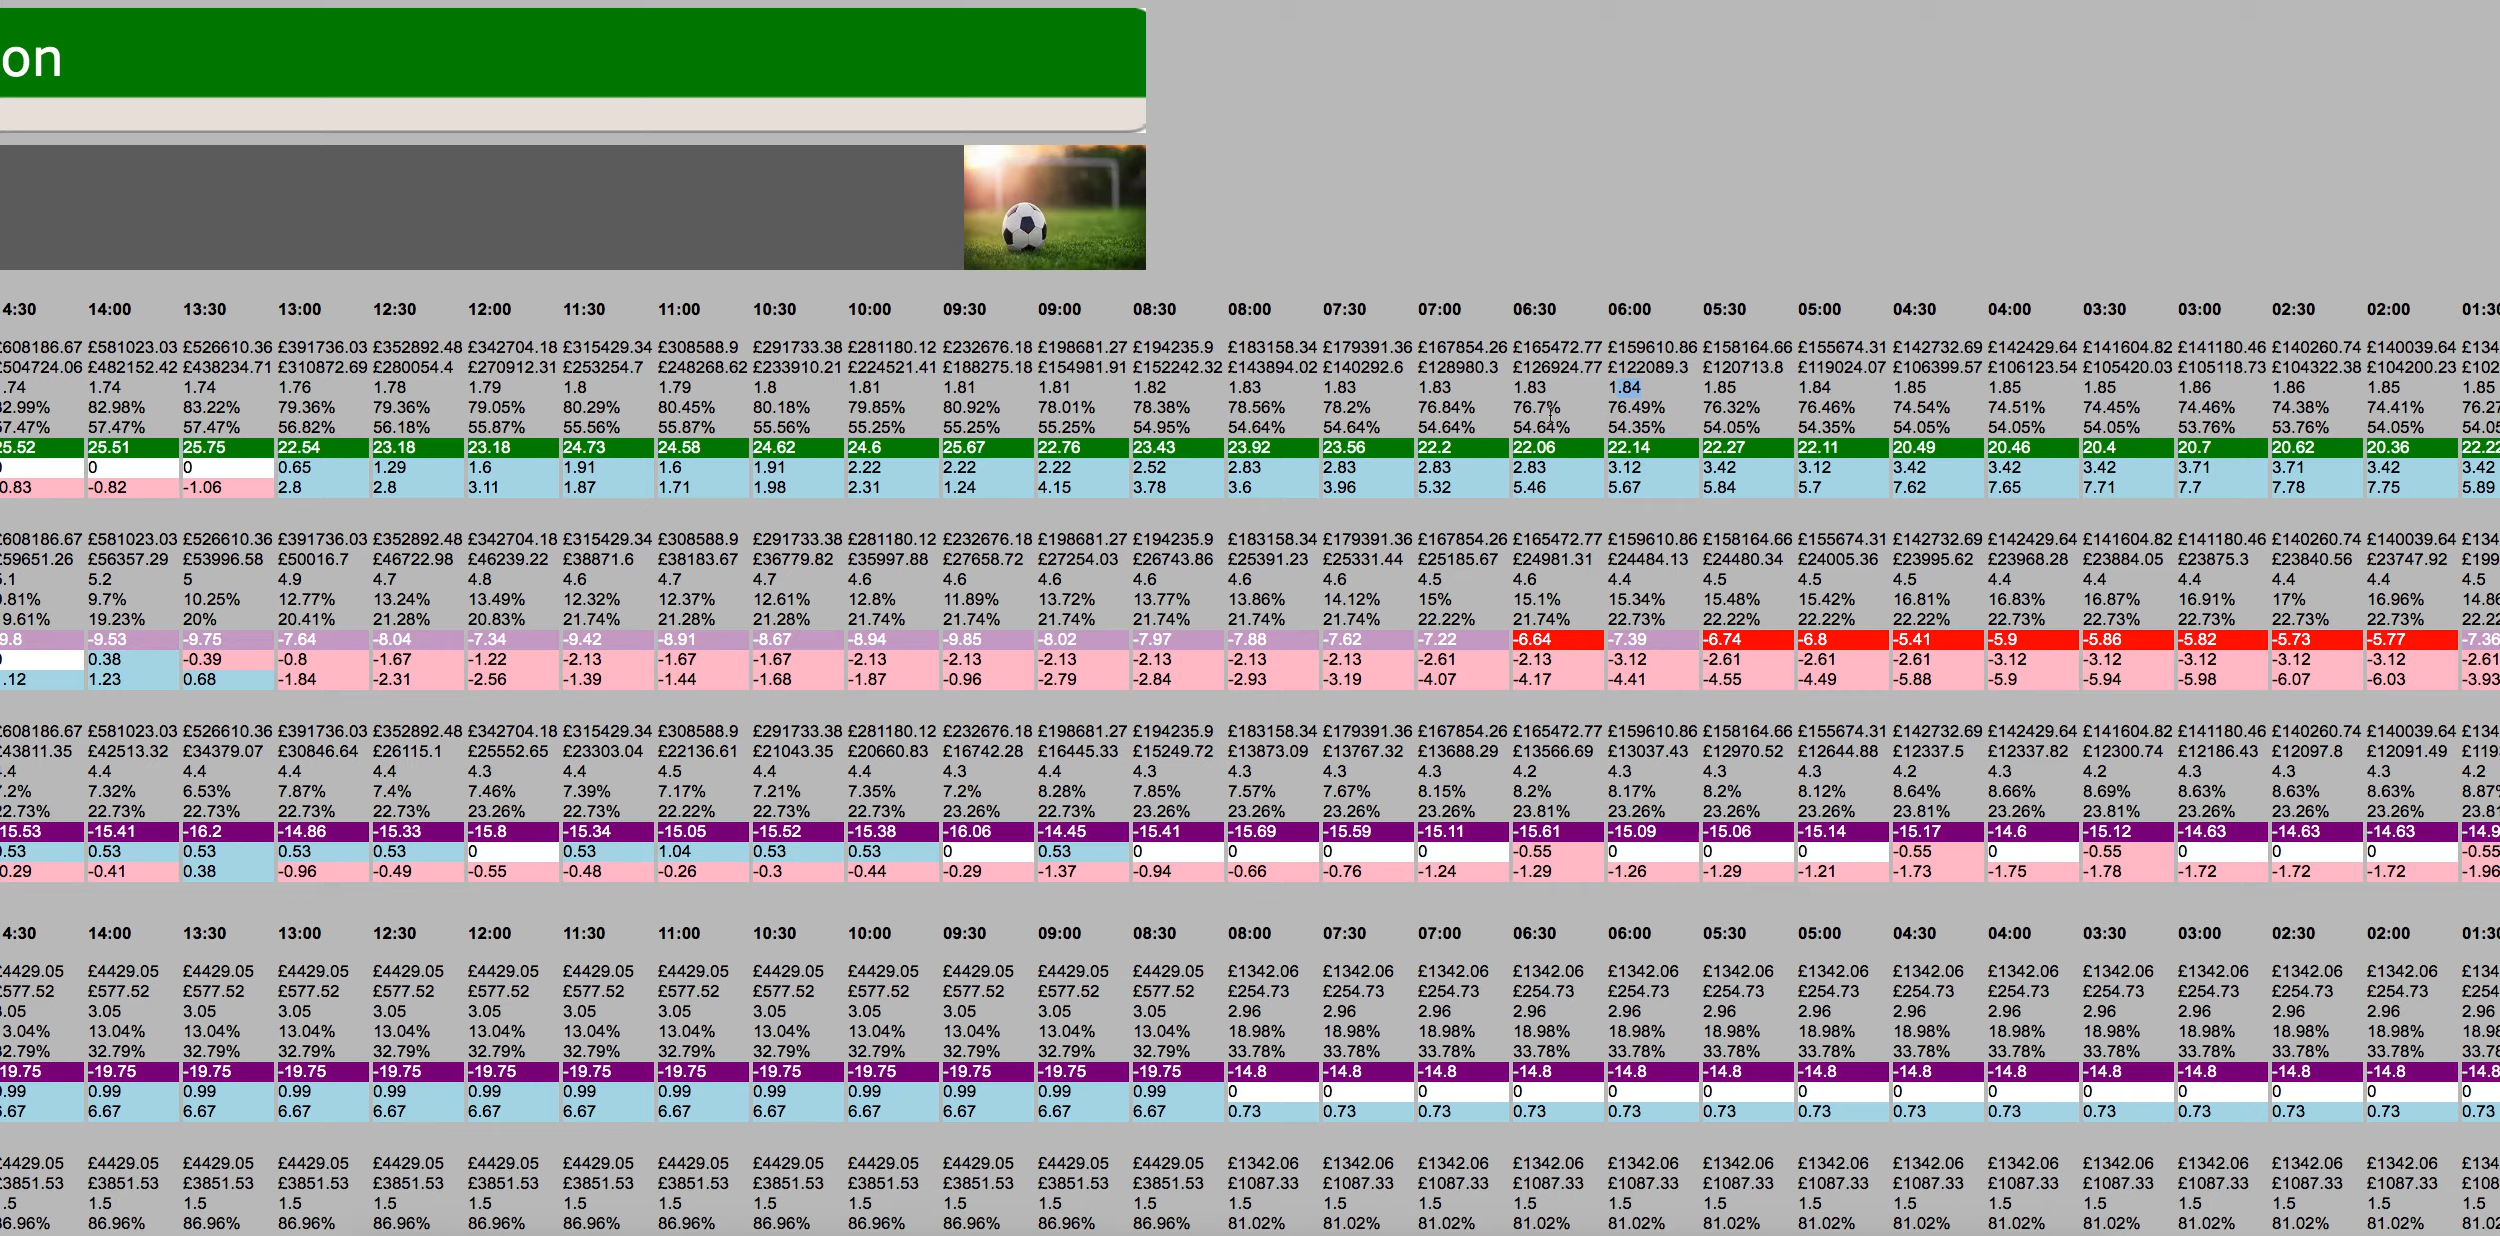 on
4:30 14:00 13:30 13:00 12:30 12:00 11:30 11:00 10:30 10:00 09:30 09:00 08:30 08:00 07:30 07:00 06:30 06:00 05:30 05:00 04:30 04:00 03:30 03:00 02:30 02:00 01:30
£608186.67 £581023.03 £526610.36 £391736.03 £352892.48 £342704.18 £315429.34 £308588.9 £291733.38 £281180.12 £232676.18 £198681.27 £194235.9 £183158.34 £179391.36 £167854.26 £165472.77 £159610.86 £158164.66 £155674.31 £142732.69 £142429.64 £141604.82 £141180.46 £140260.74 £140039.64 £134
£504724.06 £482152.42 £438234.71 £310872.69 £280054.4 £270912.31 £253254.7 £248268.62 £233910.21 £224521.41 £188275.18 £154981.91 £152242.32 £143894.02 £140292.6 £128980.3 £126924.77 £122089.3 £120713.8 £119024.07 £106399.57 £106123.54 £105420.03 £105118.73 £104322.38 £104200.23 £102
.74 1.74 1.74 1.76 1.78 1.79 1.8 1.79 1.8 1.81 1.81 1.81 1.82 1.83 1.83 1.83 1.83 1.84 1.85 1.84 1.85 1.85 1.85 1.86 1.86 1.85 1.85
82.99% 82.98% 83.22% 79.36% 79.36% 79.05% 80.29% 80.45% 80.18% 79.85% 80.92% 78.01% 78.38% 78.56% 78.2% 76.84% 76.7% 76.49% 76.32% 76.46% 74.54% 74.51% 74.45% 74.46% 74.38% 74.41% 76.27
57.47% 57.47% 57.47% 56.82% 56.18% 55.87% 55.56% 55.87% 55.56% 55.25% 55.25% 55.25% 54.95% 54.64% 54.64% 54.64% 54.64% 54.35% 54.05% 54.35% 54.05% 54.05% 54.05% 53.76% 53.76% 54.05% 54.05
25.52 25.51 25.75 22.54 23.18 23.18 24.73 24.58 24.62 24.6 25.67 22.76 23.43 23.92 23.56 22.2 22.06 22.14 22.27 22.11 20.49 20.46 20.4 20.7 20.62 20.36 22.22
0 0 0 0.65 1.29 1.6 1.91 1.6 1.91 2.22 2.22 2.22 2.52 2.83 2.83 2.83 2.83 3.12 3.42 3.12 3.42 3.42 3.42 3.71 3.71 3.42 3.42
0.83 -0.82 -1.06 2.8 2.8 3.11 1.87 1.71 1.98 2.31 1.24 4.15 3.78 3.6 3.96 5.32 5.46 5.67 5.84 5.7 7.62 7.65 7.71 7.7 7.78 7.75 5.89
£608186.67 £581023.03 £526610.36 £391736.03 £352892.48 £342704.18 £315429.34 £308588.9 £291733.38 £281180.12 £232676.18 £198681.27 £194235.9 £183158.34 £179391.36 £167854.26 £165472.77 £159610.86 £158164.66 £155674.31 £142732.69 £142429.64 £141604.82 £141180.46 £140260.74 £140039.64 £134
£59651.26 £56357.29 £53996.58 £50016.7 £46722.98 £46239.22 £38871.6 £38183.67 £36779.82 £35997.88 £27658.72 £27254.03 £26743.86 £25391.23 £25331.44 £25185.67 £24981.31 £24484.13 £24480.34 £24005.36 £23995.62 £23968.28 £23884.05 £23875.3 £23840.56 £23747.92 £199
5.1 5.2 5 4.9 4.7 4.8 4.6 4.7 4.7 4.6 4.6 4.6 4.6 4.6 4.6 4.5 4.6 4.4 4.5 4.5 4.5 4.4 4.4 4.4 4.4 4.4 4.5
9.81% 9.7% 10.25% 12.77% 13.24% 13.49% 12.32% 12.37% 12.61% 12.8% 11.89% 13.72% 13.77% 13.86% 14.12% 15% 15.1% 15.34% 15.48% 15.42% 16.81% 16.83% 16.87% 16.91% 17% 16.96% 14.86
9.61% 19.23% 20% 20.41% 21.28% 20.83% 21.74% 21.28% 21.28% 21.74% 21.74% 21.74% 21.74% 21.74% 21.74% 22.22% 21.74% 22.73% 22.22% 22.22% 22.22% 22.73% 22.73% 22.73% 22.73% 22.73% 22.22
9.8 -9.53 -9.75 -7.64 -8.04 -7.34 -9.42 -8.91 -8.67 -8.94 -9.85 -8.02 -7.97 -7.88 -7.62 -7.22 -6.64 -7.39 -6.74 -6.8 -5.41 -5.9 -5.86 -5.82 -5.73 -5.77 -7.36
0 0.38 -0.39 -0.8 -1.67 -1.22 -2.13 -1.67 -1.67 -2.13 -2.13 -2.13 -2.13 -2.13 -2.13 -2.61 -2.13 -3.12 -2.61 -2.61 -2.61 -3.12 -3.12 -3.12 -3.12 -3.12 -2.61
.12 1.23 0.68 -1.84 -2.31 -2.56 -1.39 -1.44 -1.68 -1.87 -0.96 -2.79 -2.84 -2.93 -3.19 -4.07 -4.17 -4.41 -4.55 -4.49 -5.88 -5.9 -5.94 -5.98 -6.07 -6.03 -3.93
£608186.67 £581023.03 £526610.36 £391736.03 £352892.48 £342704.18 £315429.34 £308588.9 £291733.38 £281180.12 £232676.18 £198681.27 £194235.9 £183158.34 £179391.36 £167854.26 £165472.77 £159610.86 £158164.66 £155674.31 £142732.69 £142429.64 £141604.82 £141180.46 £140260.74 £140039.64 £134
£43811.35 £42513.32 £34379.07 £30846.64 £26115.1 £25552.65 £23303.04 £22136.61 £21043.35 £20660.83 £16742.28 £16445.33 £15249.72 £13873.09 £13767.32 £13688.29 £13566.69 £13037.43 £12970.52 £12644.88 £12337.5 £12337.82 £12300.74 £12186.43 £12097.8 £12091.49 £119
.4 4.4 4.4 4.4 4.4 4.3 4.4 4.5 4.4 4.4 4.3 4.4 4.3 4.3 4.3 4.3 4.2 4.3 4.3 4.3 4.2 4.3 4.2 4.3 4.3 4.3 4.2
7.2% 7.32% 6.53% 7.87% 7.4% 7.46% 7.39% 7.17% 7.21% 7.35% 7.2% 8.28% 7.85% 7.57% 7.67% 8.15% 8.2% 8.17% 8.2% 8.12% 8.64% 8.66% 8.69% 8.63% 8.63% 8.63% 8.87%
22.73% 22.73% 22.73% 22.73% 22.73% 23.26% 22.73% 22.22% 22.73% 22.73% 23.26% 22.73% 23.26% 23.26% 23.26% 23.26% 23.81% 23.26% 23.26% 23.26% 23.81% 23.26% 23.81% 23.26% 23.26% 23.26% 23.81
15.53 -15.41 -16.2 -14.86 -15.33 -15.8 -15.34 -15.05 -15.52 -15.38 -16.06 -14.45 -15.41 -15.69 -15.59 -15.11 -15.61 -15.09 -15.06 -15.14 -15.17 -14.6 -15.12 -14.63 -14.63 -14.63 -14.9
0.53 0.53 0.53 0.53 0.53 0 0.53 1.04 0.53 0.53 0 0.53 0 0 0 0 -0.55 0 0 0 -0.55 0 -0.55 0 0 0 -0.55
0.29 -0.41 0.38 -0.96 -0.49 -0.55 -0.48 -0.26 -0.3 -0.44 -0.29 -1.37 -0.94 -0.66 -0.76 -1.24 -1.29 -1.26 -1.29 -1.21 -1.73 -1.75 -1.78 -1.72 -1.72 -1.72 -1.96
4:30 14:00 13:30 13:00 12:30 12:00 11:30 11:00 10:30 10:00 09:30 09:00 08:30 08:00 07:30 07:00 06:30 06:00 05:30 05:00 04:30 04:00 03:30 03:00 02:30 02:00 01:30
£4429.05 £4429.05 £4429.05 £4429.05 £4429.05 £4429.05 £4429.05 £4429.05 £4429.05 £4429.05 £4429.05 £4429.05 £4429.05 £1342.06 £1342.06 £1342.06 £1342.06 £1342.06 £1342.06 £1342.06 £1342.06 £1342.06 £1342.06 £1342.06 £1342.06 £1342.06 £134
£577.52 £577.52 £577.52 £577.52 £577.52 £577.52 £577.52 £577.52 £577.52 £577.52 £577.52 £577.52 £577.52 £254.73 £254.73 £254.73 £254.73 £254.73 £254.73 £254.73 £254.73 £254.73 £254.73 £254.73 £254.73 £254.73 £254
3.05 3.05 3.05 3.05 3.05 3.05 3.05 3.05 3.05 3.05 3.05 3.05 3.05 2.96 2.96 2.96 2.96 2.96 2.96 2.96 2.96 2.96 2.96 2.96 2.96 2.96 2.96
3.04% 13.04% 13.04% 13.04% 13.04% 13.04% 13.04% 13.04% 13.04% 13.04% 13.04% 13.04% 13.04% 18.98% 18.98% 18.98% 18.98% 18.98% 18.98% 18.98% 18.98% 18.98% 18.98% 18.98% 18.98% 18.98% 18.98
32.79% 32.79% 32.79% 32.79% 32.79% 32.79% 32.79% 32.79% 32.79% 32.79% 32.79% 32.79% 32.79% 33.78% 33.78% 33.78% 33.78% 33.78% 33.78% 33.78% 33.78% 33.78% 33.78% 33.78% 33.78% 33.78% 33.78
19.75 -19.75 -19.75 -19.75 -19.75 -19.75 -19.75 -19.75 -19.75 -19.75 -19.75 -19.75 -19.75 -14.8 -14.8 -14.8 -14.8 -14.8 -14.8 -14.8 -14.8 -14.8 -14.8 -14.8 -14.8 -14.8 -14.8
0.99 0.99 0.99 0.99 0.99 0.99 0.99 0.99 0.99 0.99 0.99 0.99 0.99 0 0 0 0 0 0 0 0 0 0 0 0 0 0
6.67 6.67 6.67 6.67 6.67 6.67 6.67 6.67 6.67 6.67 6.67 6.67 6.67 0.73 0.73 0.73 0.73 0.73 0.73 0.73 0.73 0.73 0.73 0.73 0.73 0.73 0.73
£4429.05 £4429.05 £4429.05 £4429.05 £4429.05 £4429.05 £4429.05 £4429.05 £4429.05 £4429.05 £4429.05 £4429.05 £4429.05 £1342.06 £1342.06 £1342.06 £1342.06 £1342.06 £1342.06 £1342.06 £1342.06 £1342.06 £1342.06 £1342.06 £1342.06 £1342.06 £134
£3851.53 £3851.53 £3851.53 £3851.53 £3851.53 £3851.53 £3851.53 £3851.53 £3851.53 £3851.53 £3851.53 £3851.53 £3851.53 £1087.33 £1087.33 £1087.33 £1087.33 £1087.33 £1087.33 £1087.33 £1087.33 £1087.33 £1087.33 £1087.33 £1087.33 £1087.33 £108
.5 1.5 1.5 1.5 1.5 1.5 1.5 1.5 1.5 1.5 1.5 1.5 1.5 1.5 1.5 1.5 1.5 1.5 1.5 1.5 1.5 1.5 1.5 1.5 1.5 1.5 1.5
86.96% 86.96% 86.96% 86.96% 86.96% 86.96% 86.96% 86.96% 86.96% 86.96% 86.96% 86.96% 86.96% 81.02% 81.02% 81.02% 81.02% 81.02% 81.02% 81.02% 81.02% 81.02% 81.02% 81.02% 81.02% 81.02% 81.02